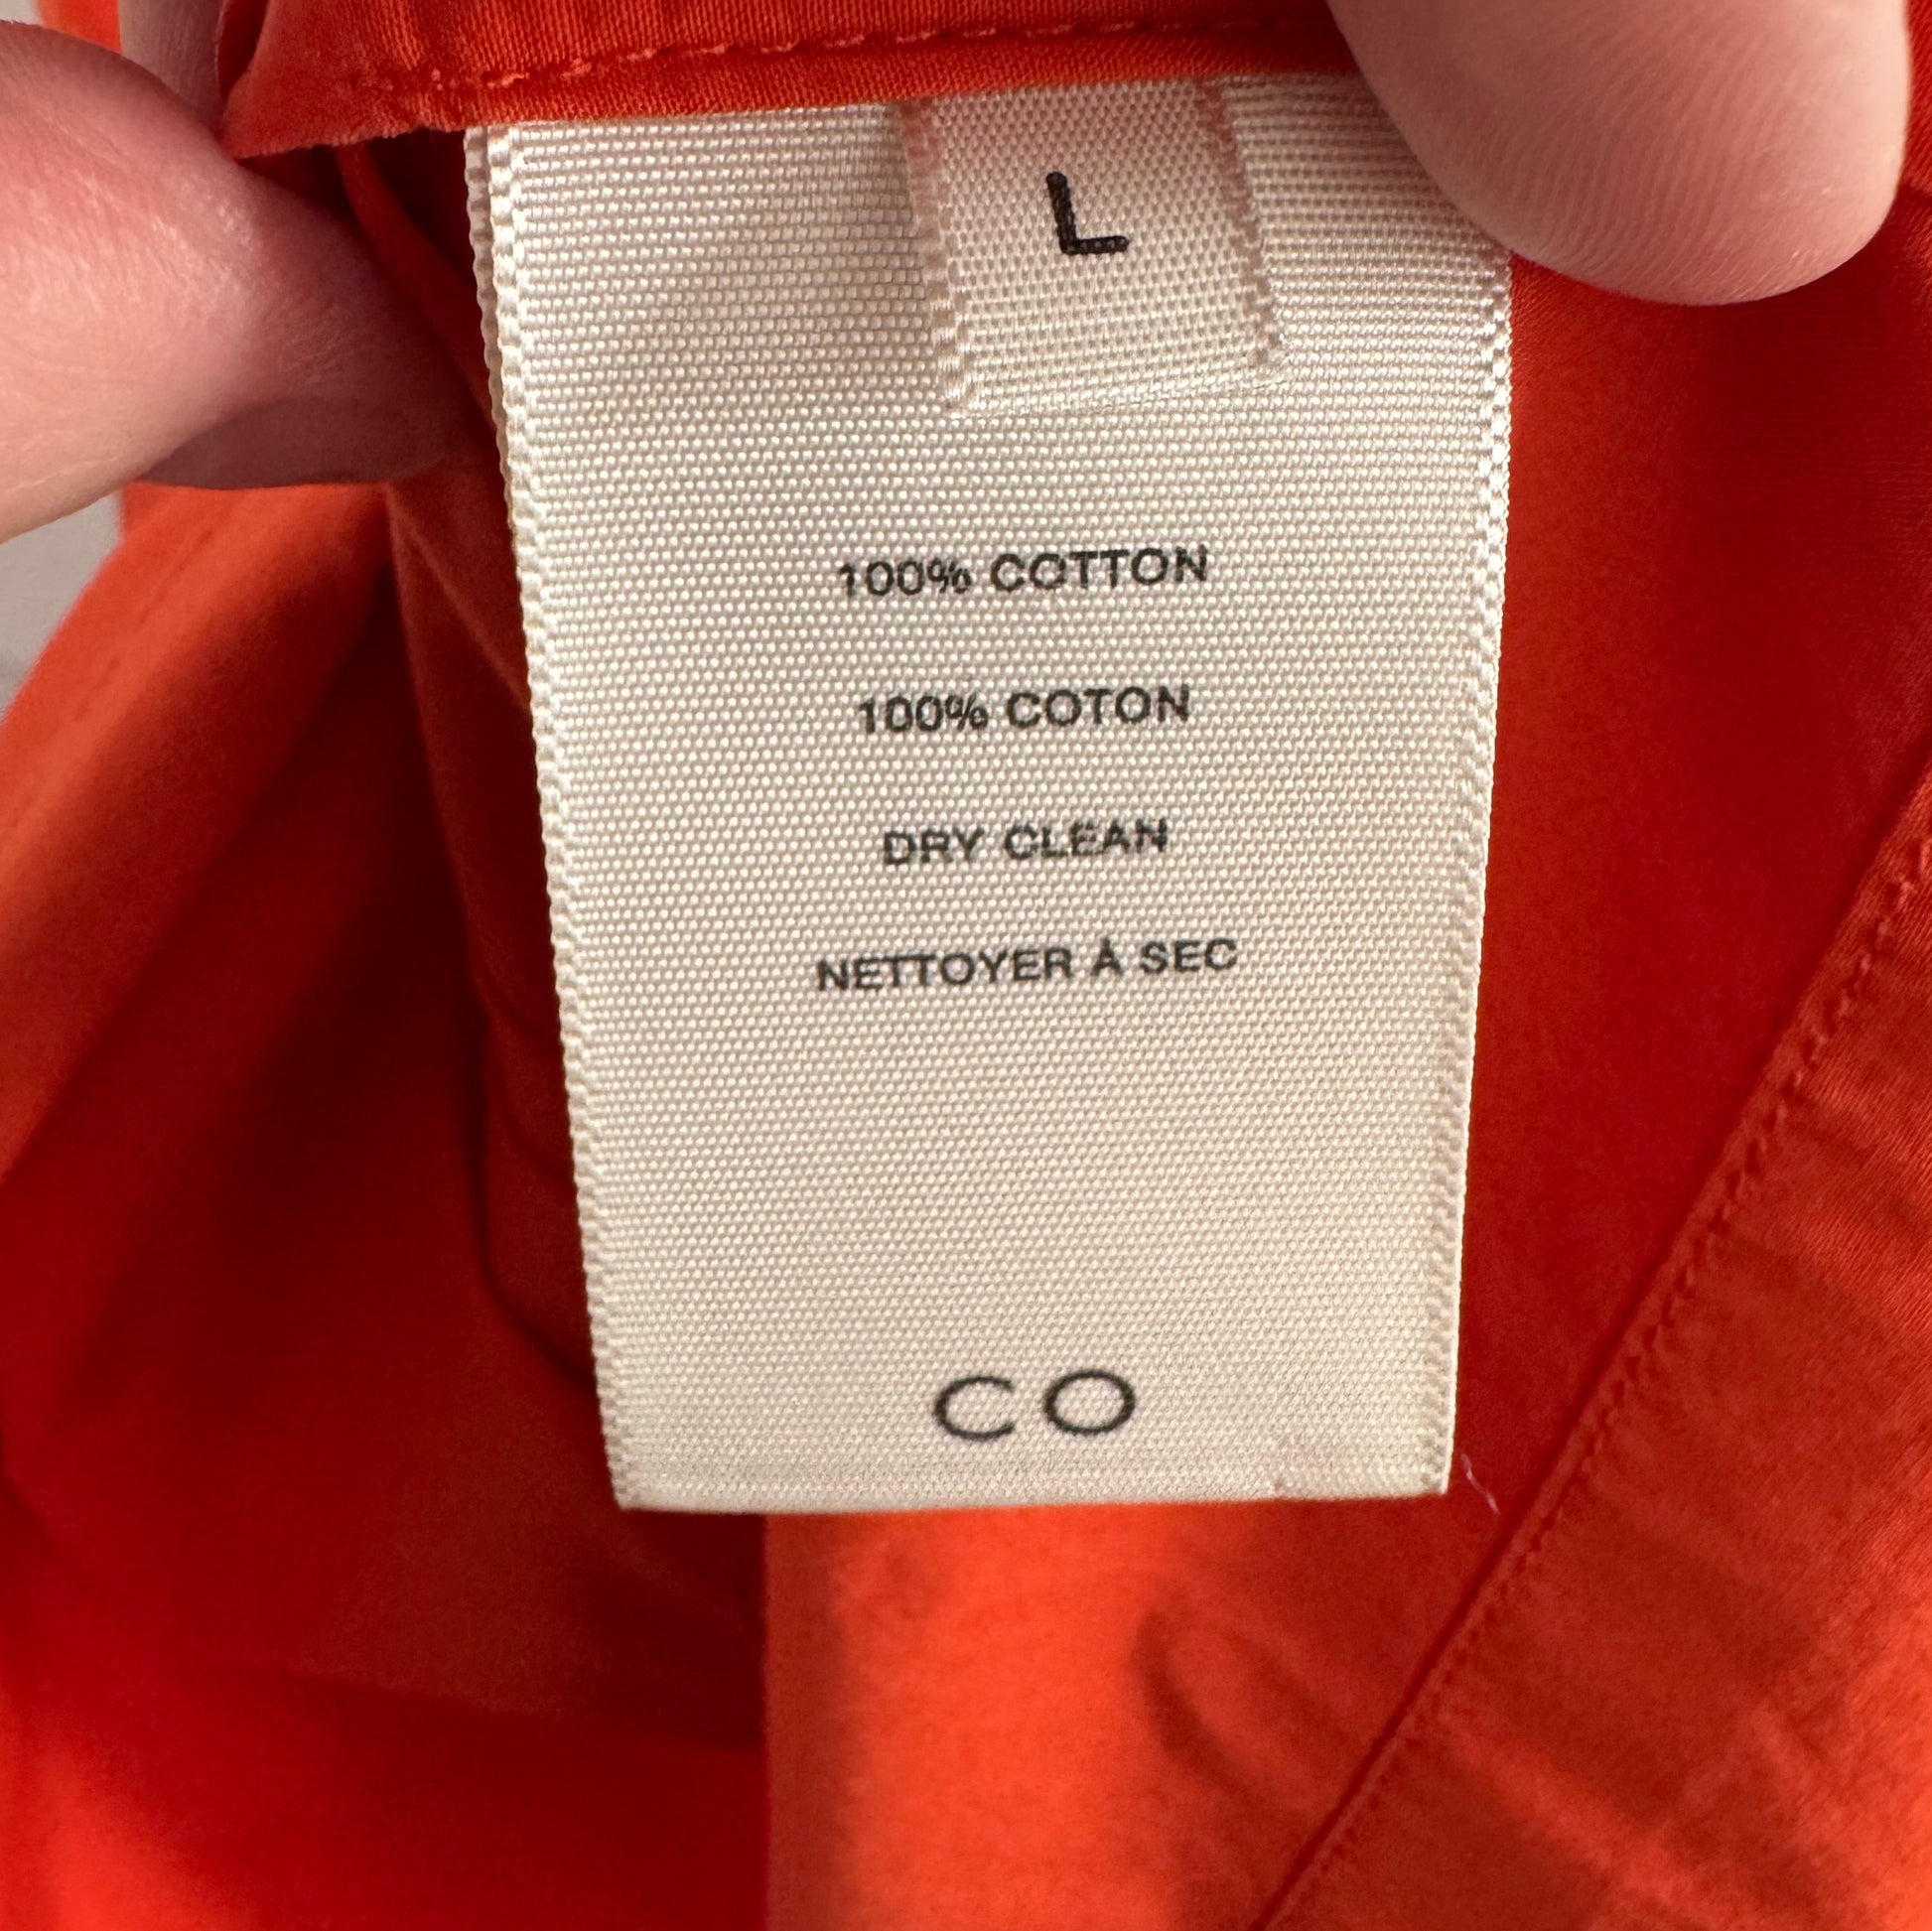 L
100% COTTON
100% COTON
DRY CLEAN
NETTOYER À SEC
CO